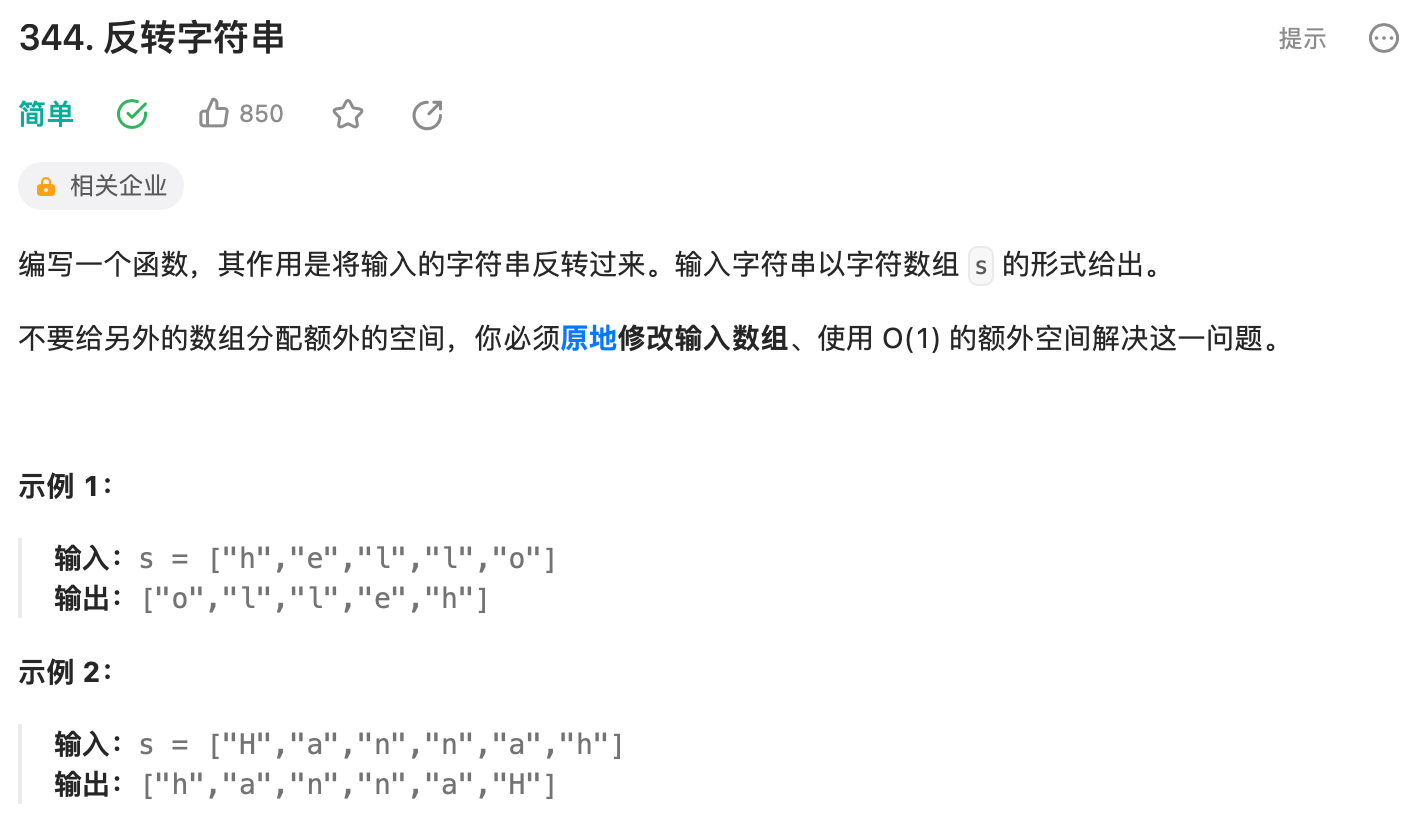 344. 反转字符串
提示
简单
850
相关企业
编写一个函数，其作用是将输入的字符串反转过来。输入字符串以字符数组 s 的形式给出。
不要给另外的数组分配额外的空间，你必须原地修改输入数组、使用 O(1) 的额外空间解决这一问题。
示例 1：
输入：s = ["h","e","l","l","o"]
输出：["o","l","l","e","h"]
示例 2：
输入：s = ["H","a","n","n","a","h"]
输出：["h","a","n","n","a","H"]